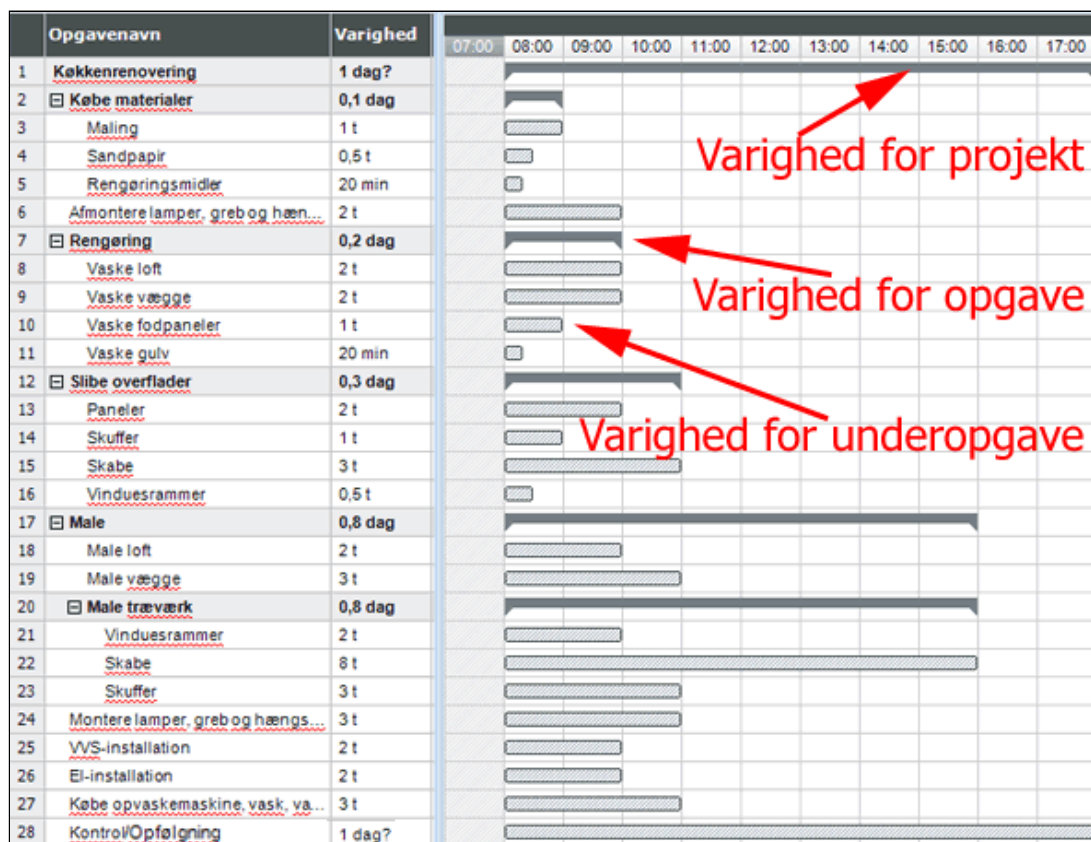 Opgavenavn Varighed
07:00 08:00 09:00 10:00 11:00 12:00 13:00 14:00 15:00 16:00 17:00
1 Køkkenrenovering 1 dag?
2 Købe materialer 0,1 dag
3 Maling 1 t
4 Sandpapir 0,5 t
5 Rengøringsmidler 20 min
6 Afmontere lamper, greb og hæn... 2 t
7 Rengøring 0,2 dag
8 Vaske loft 2 t
9 Vaske vægge 2 t
10 Vaske fodpaneler 1 t
11 Vaske gulv 20 min
12 Slibe overflader 0,3 dag
13 Paneler 2 t
14 Skuffer 1 t
15 Skabe 3 t
16 Vinduesrammer 0,5 t
17 Male 0,8 dag
18 Male loft 2 t
19 Male vægge 3 t
20 Male træværk 0,8 dag
21 Vinduesrammer 2 t
22 Skabe 8 t
23 Skuffer 3 t
24 Montere lamper, greb og hængs... 3 t
25 VVS-installation 2 t
26 El-installation 2 t
27 Købe opvaskemaskine, vask, va... 3 t
28 Kontrol/Opfølgning 1 dag?
Varighed for projekt
Varighed for opgave
Varighed for underopgave